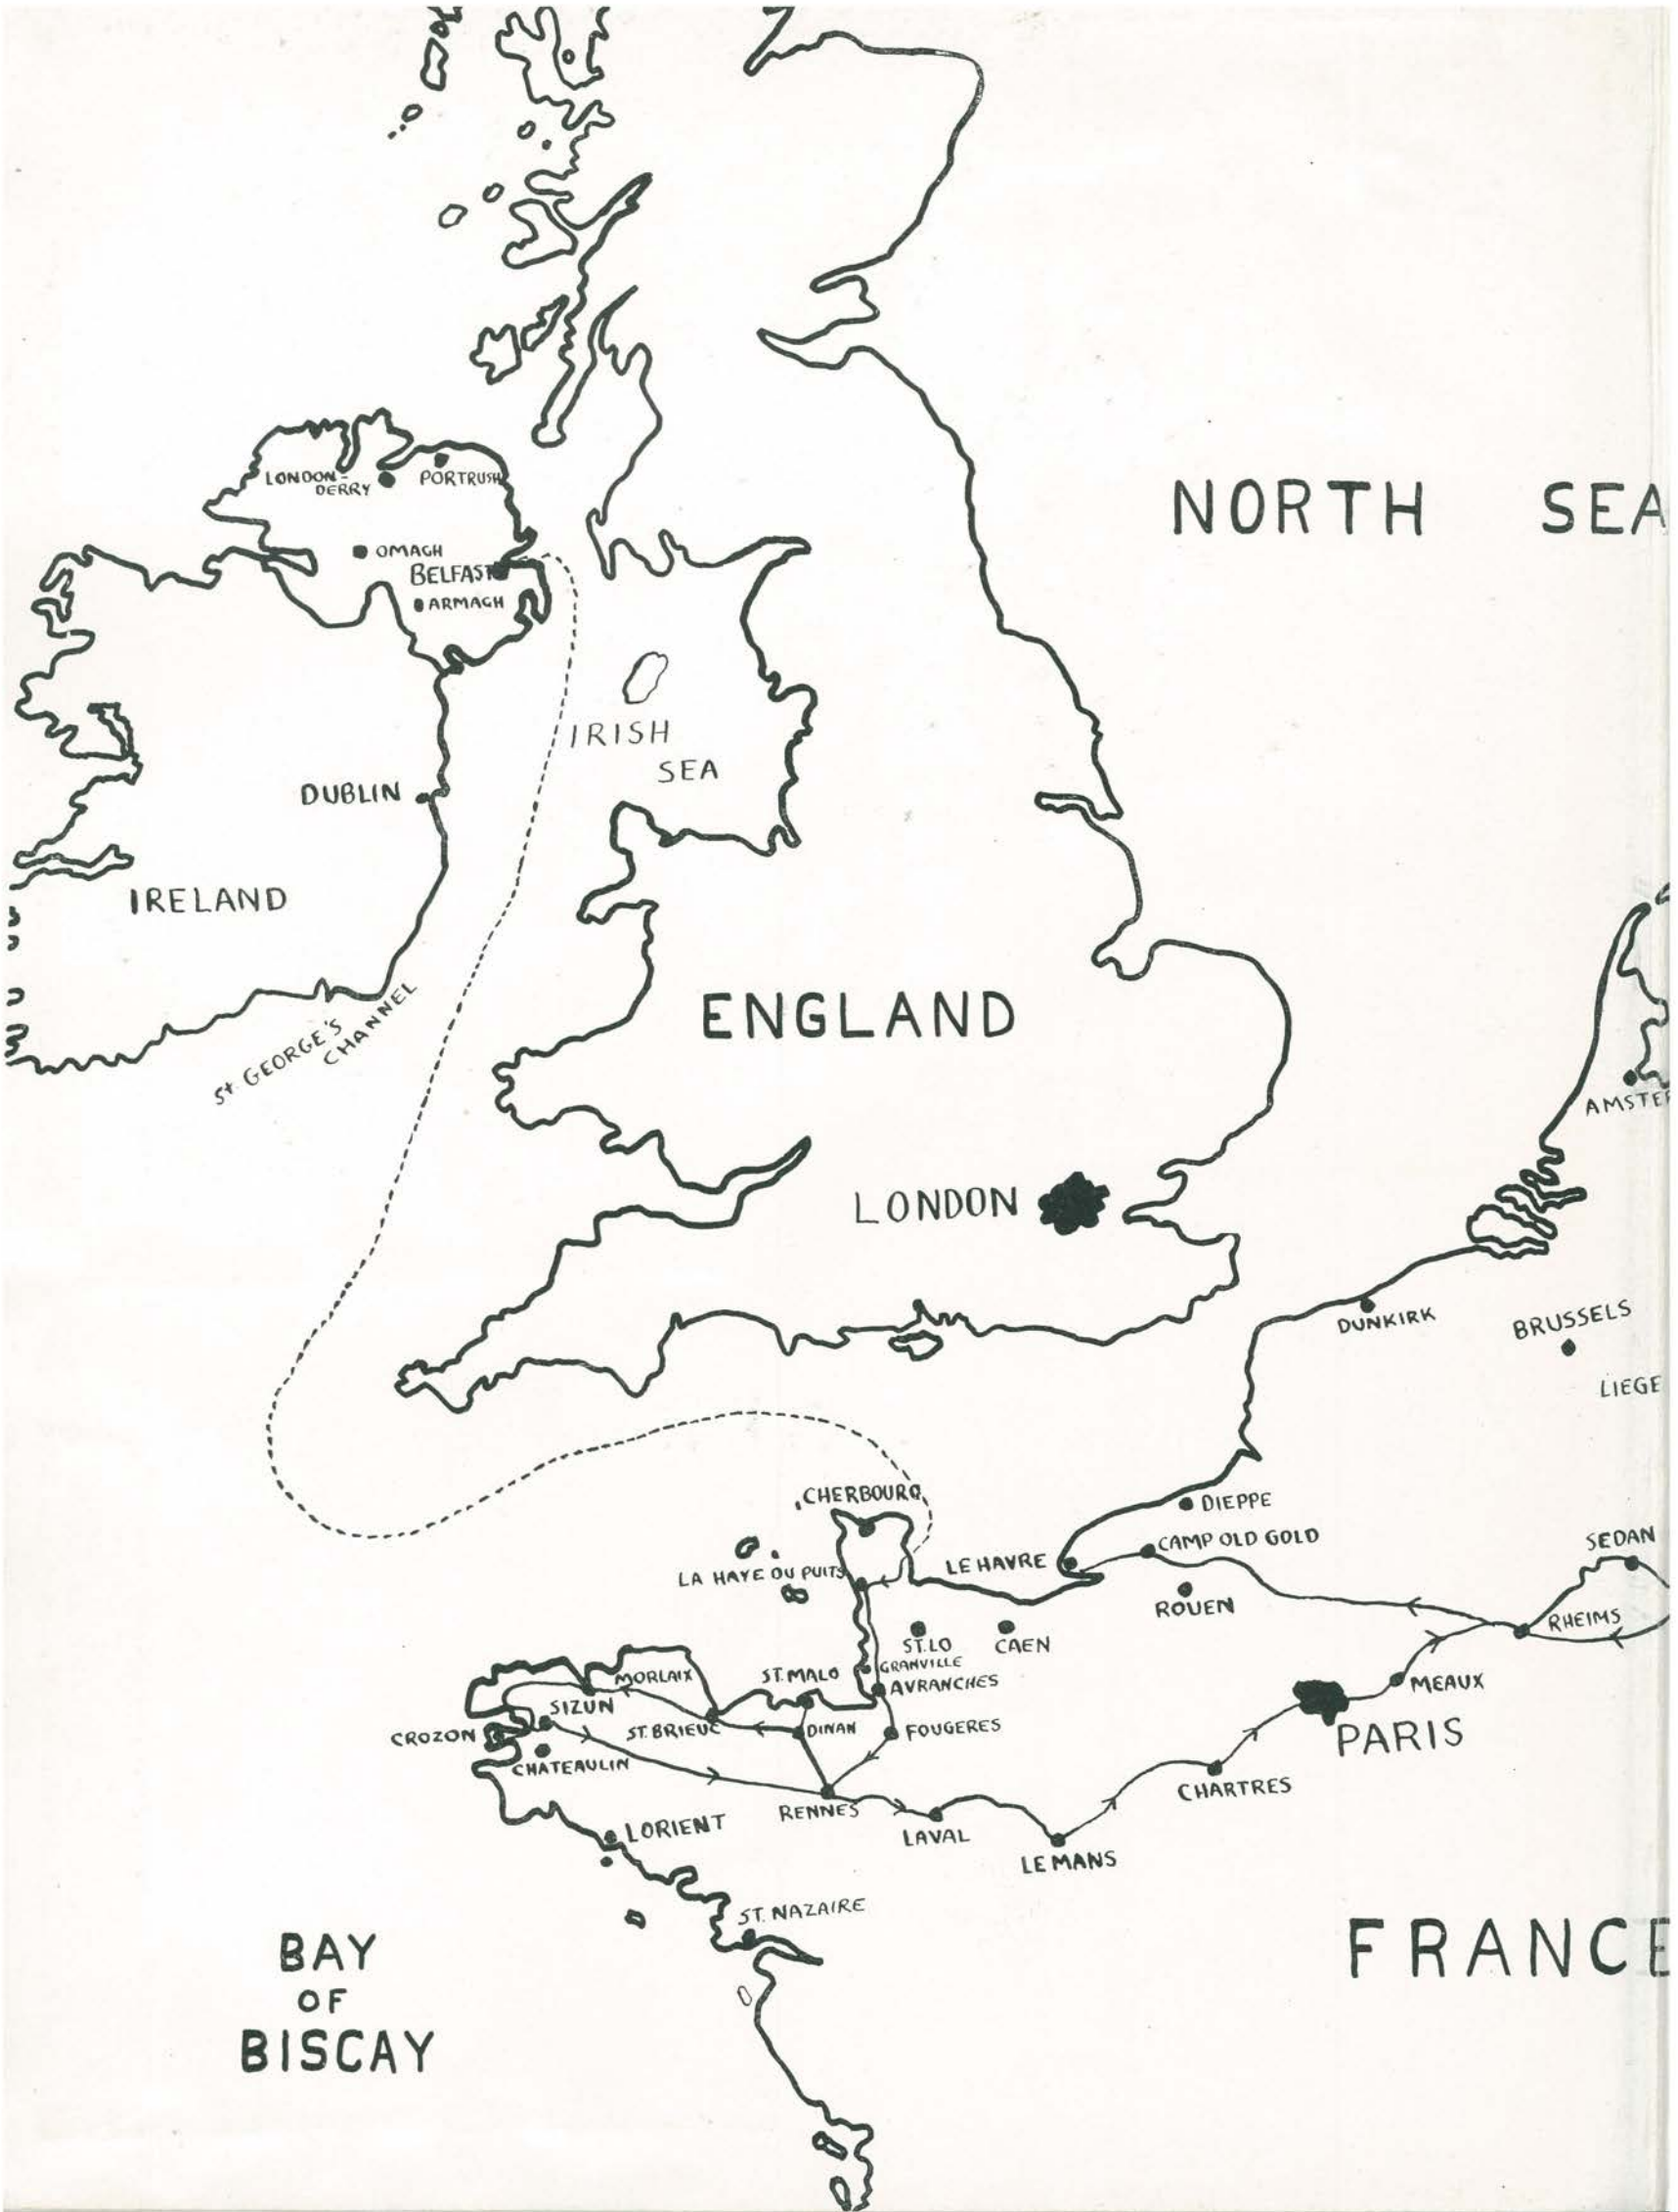 LONDON-
DERRY
PORTRUSH
NORTH SEA
OMAGH
BELFAST
ARMAGH
IRISH
SEA
DUBLIN
IRELAND
ENGLAND
St. GEORGE'S
CHANNEL
AMSTER
LONDON
DUNKIRK
BRUSSELS
LIEGE
CHERBOURG
DIEPPE
CAMP OLD GOLD
SEDAN
LE HAVRE
LA HAYE OU PUITS
ROUEN
RHEIMS
ST. LO
CAEN
GRANVILLE
MORLAIX
ST. MALO
AVRANCHES
MEAUX
SIZUN
CROZON
ST. BRIEUC
DINAN
FOUGERES
PARIS
CHATEAULIN
CHARTRES
RENNES
LORIENT
LAVAL
LE MANS
ST. NAZAIRE
FRANCE
BAY
OF
BISCAY